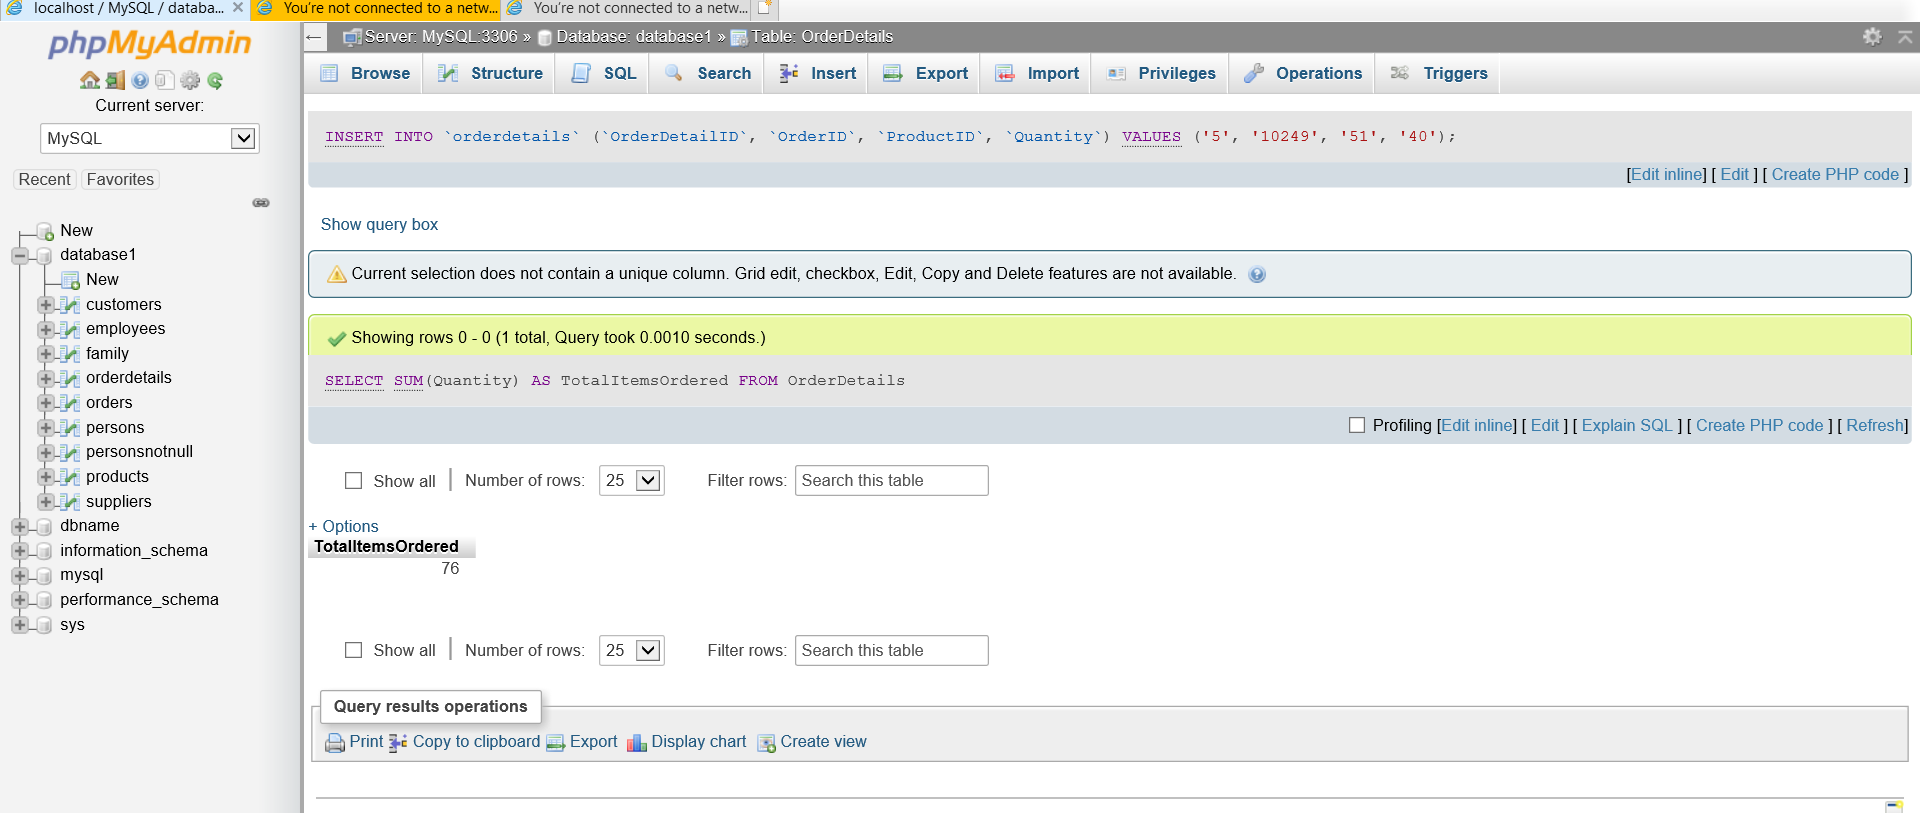 localhost / MySQL / databa...
You're not connected to a netw...
You're not connected to a netw...
phpMyAdmin
Current server:
MySQL
Recent Favorites
New
database1
New
customers
employees
family
orderdetails
orders
persons
personsnotnull
products
suppliers
dbname
information_schema
mysql
performance_schema
sys
Server: MySQL:3306 » Database: database1 » Table: OrderDetails
Browse Structure SQL Search Insert Export Import Privileges Operations Triggers
INSERT INTO `orderdetails` (`OrderDetailID`, `OrderID`, `ProductID`, `Quantity`) VALUES ('5', '10249', '51', '40');
[Edit inline] [ Edit ] [ Create PHP code ]
Show query box
Current selection does not contain a unique column. Grid edit, checkbox, Edit, Copy and Delete features are not available.
Showing rows 0 - 0 (1 total, Query took 0.0010 seconds.)
SELECT SUM(Quantity) AS TotalItemsOrdered FROM OrderDetails
Profiling [Edit inline] [ Edit ] [ Explain SQL ] [ Create PHP code ] [ Refresh]
Show all | Number of rows: 25 Filter rows: Search this table
+ Options
TotalItemsOrdered
76
Show all | Number of rows: 25 Filter rows: Search this table
Query results operations
Print Copy to clipboard Export Display chart Create view